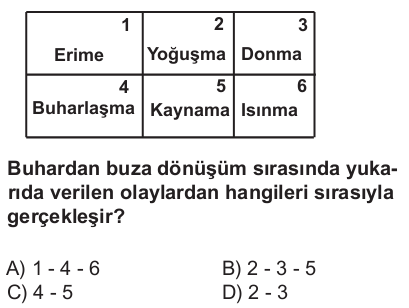 1 2 3
Erime Yoğuşma Donma
4 5 6
Buharlaşma Kaynama Isınma
Buhardan buza dönüşüm sırasında yuka-
rıda verilen olaylardan hangileri sırasıyla
gerçekleşir?
A) 1 - 4 - 6 B) 2 - 3 - 5
C) 4 - 5 D) 2 - 3